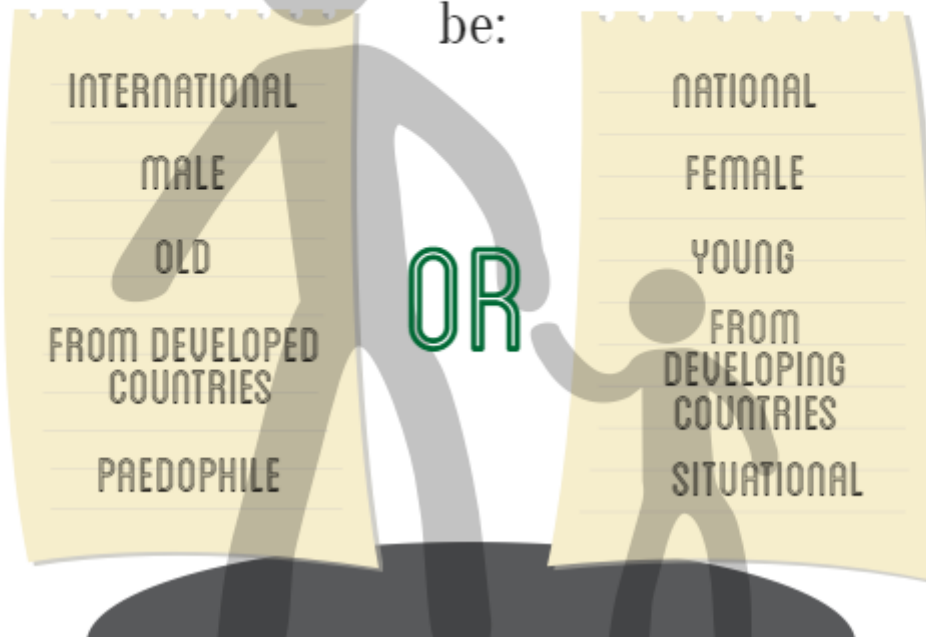 be:
INTERNATIONAL
MALE
OLD
FROM DEVELOPED
COUNTRIES
PAEDOPHILE
OR
NATIONAL
FEMALE
YOUNG
FROM
DEVELOPING
COUNTRIES
SITUATIONAL